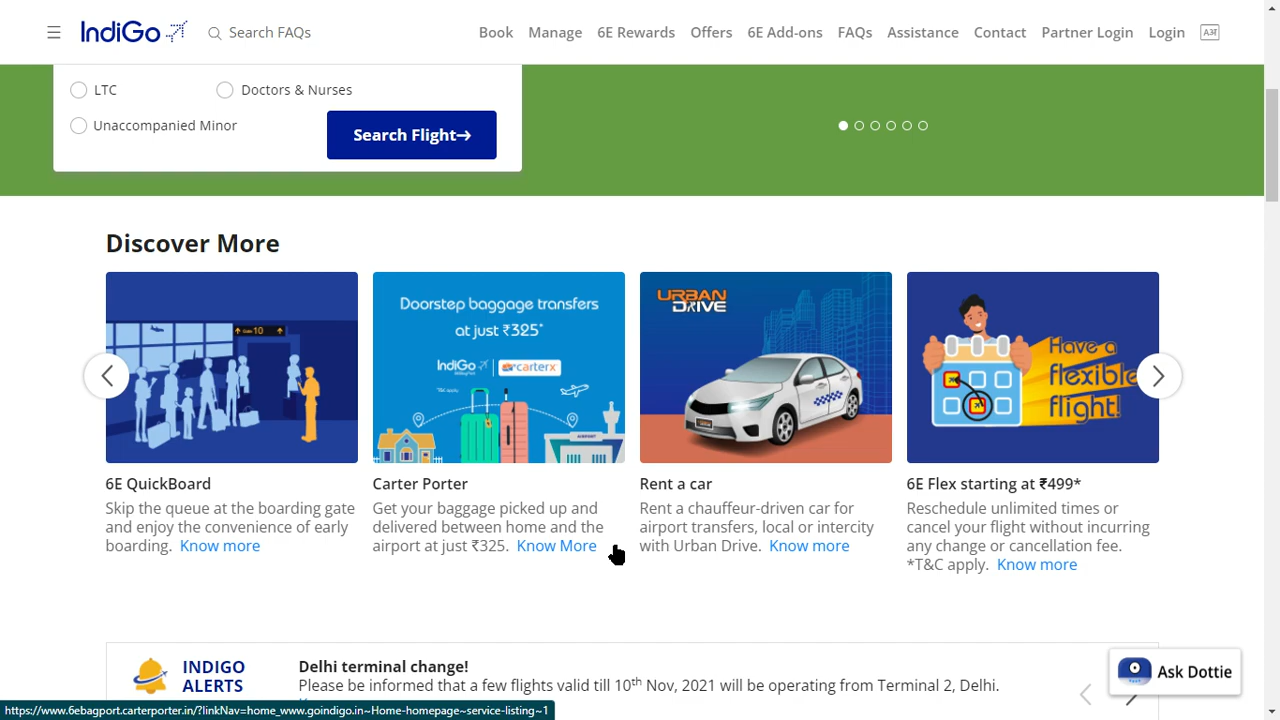 IndiGo
Search FAQs
Book
Manage
6E Rewards
Offers
6E Add-ons
FAQs
Assistance
Contact
Partner Login
Login
LTC
Doctors & Nurses
Unaccompanied Minor
Search Flight→
Discover More
Gate 10
Doorstep baggage transfers
at just ₹325*
IndiGo
carterx
*T&C apply.
AIRPORT
URBAN
DRIVE
Have a
flexible
flight!
6E QuickBoard
Skip the queue at the boarding gate
and enjoy the convenience of early
boarding. Know more
Carter Porter
Get your baggage picked up and
delivered between home and the
airport at just ₹325. Know More
Rent a car
Rent a chauffeur-driven car for
airport transfers, local or intercity
with Urban Drive. Know more
6E Flex starting at ₹499*
Reschedule unlimited times or
cancel your flight without incurring
any change or cancellation fee.
*T&C apply. Know more
INDIGO
ALERTS
Delhi terminal change!
Please be informed that a few flights valid till 10th Nov, 2021 will be operating from Terminal 2, Delhi.
Ask Dottie
https://www.6ebagport.carterporter.in/?linkNav=home_www.goindigo.in~Home-homepage~service-listing~1